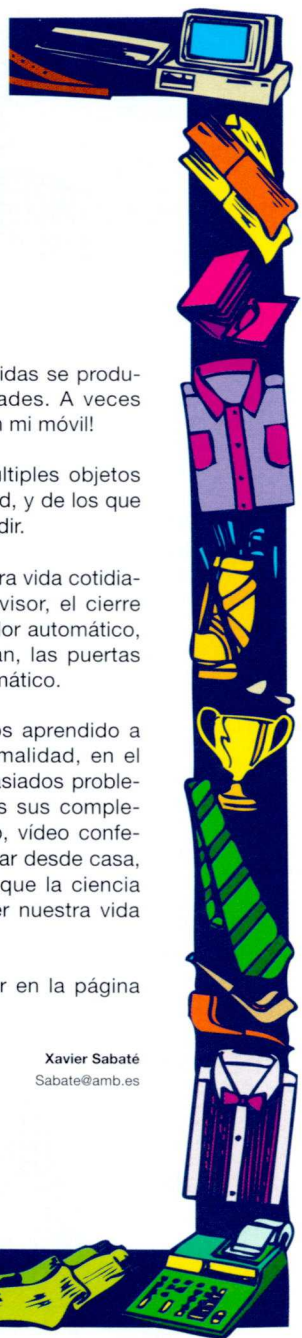 idas se produ-
ades. A veces
n mi móvil!
ltiples objetos
d, y de los que
dir.
ra vida cotidia-
visor, el cierre
or automático,
an, las puertas
mático.
s aprendido a
malidad, en el
asiados proble-
s sus comple-
o, vídeo confe-
ar desde casa,
que la ciencia
er nuestra vida
r en la página
Xavier Sabaté
Sabate@amb.es